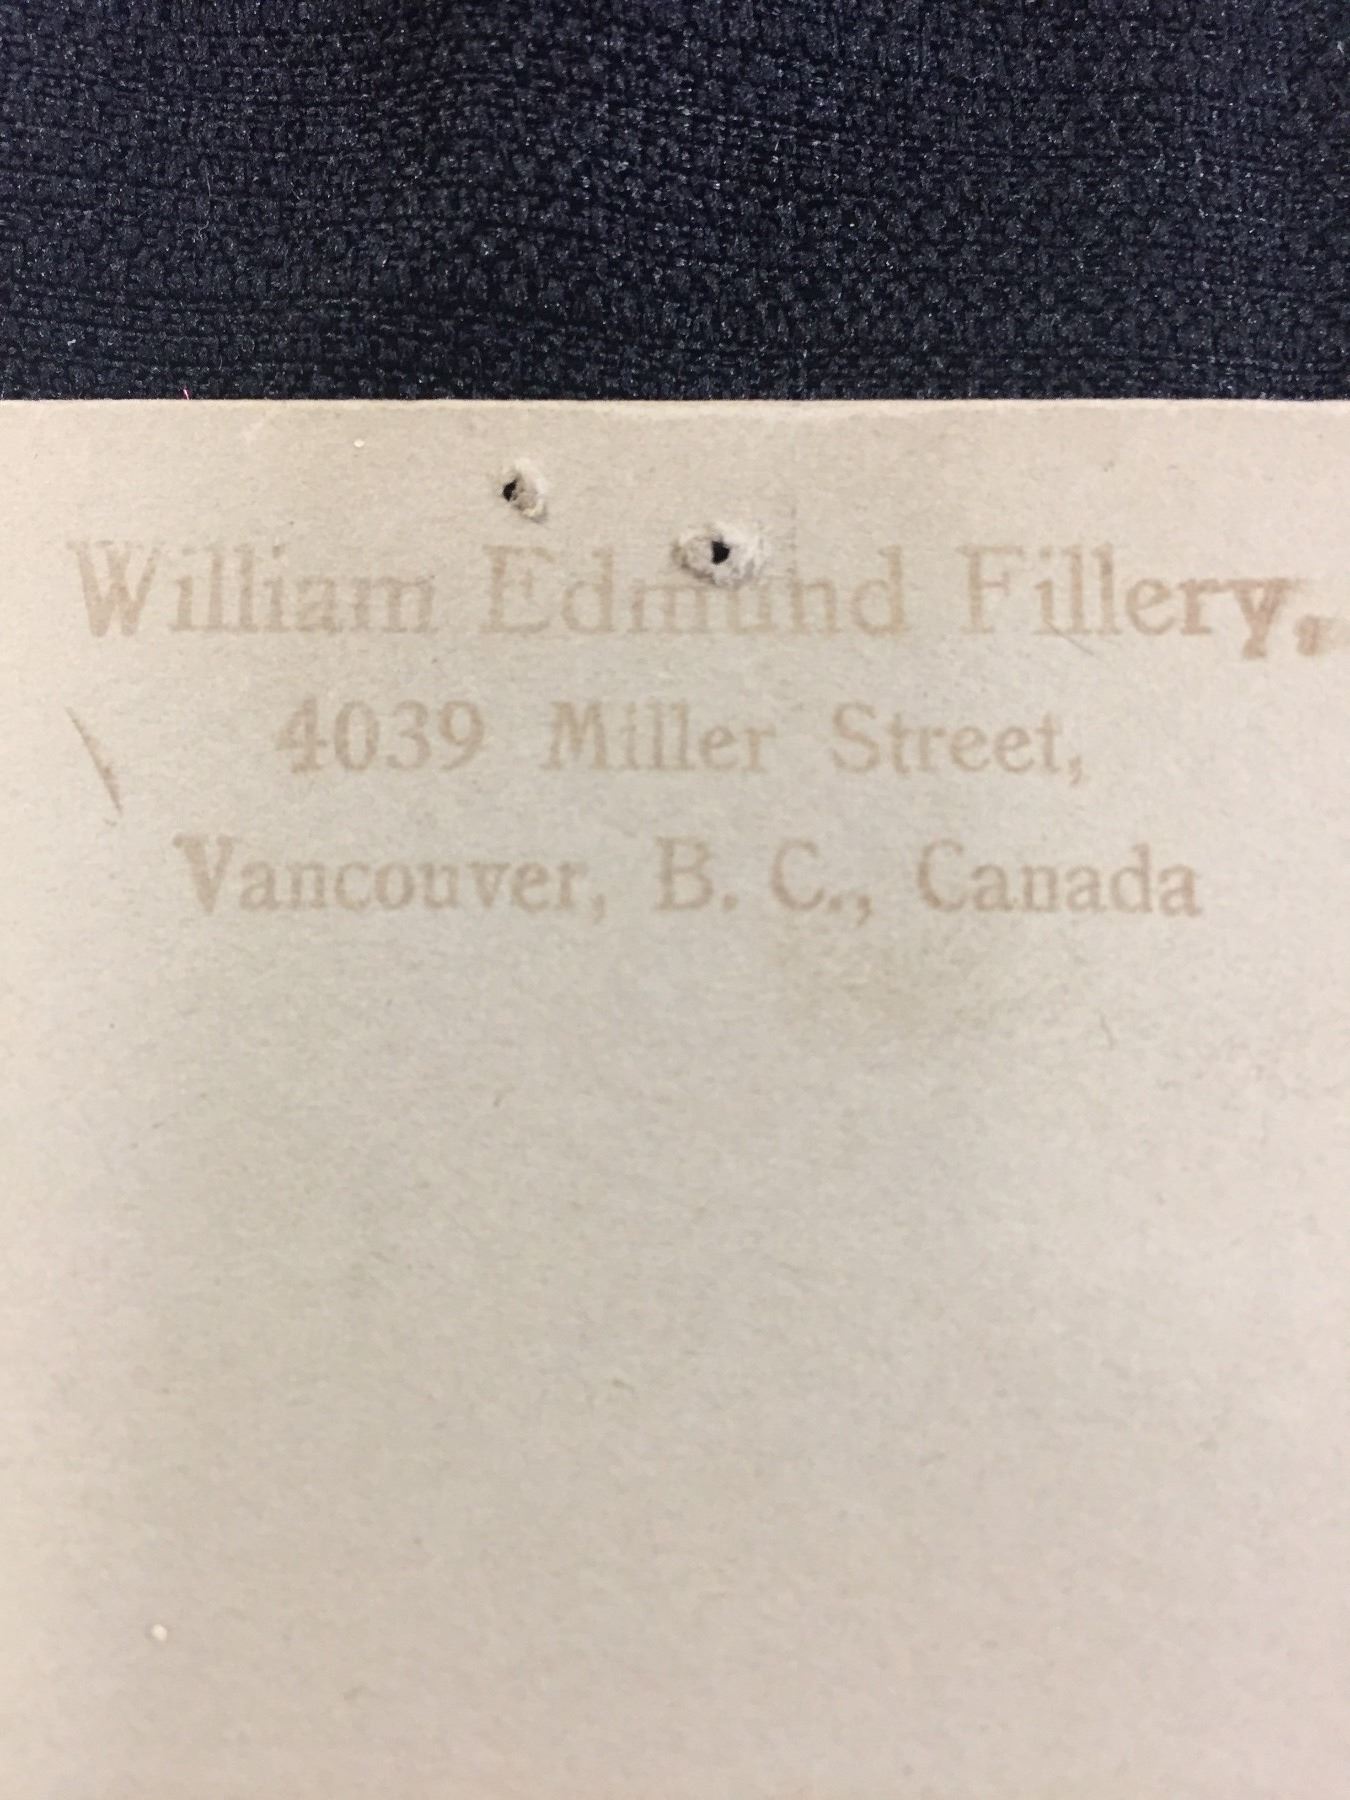 William Edmund Fillery,
4039 Miller Street,
Vancouver, B. C., Canada